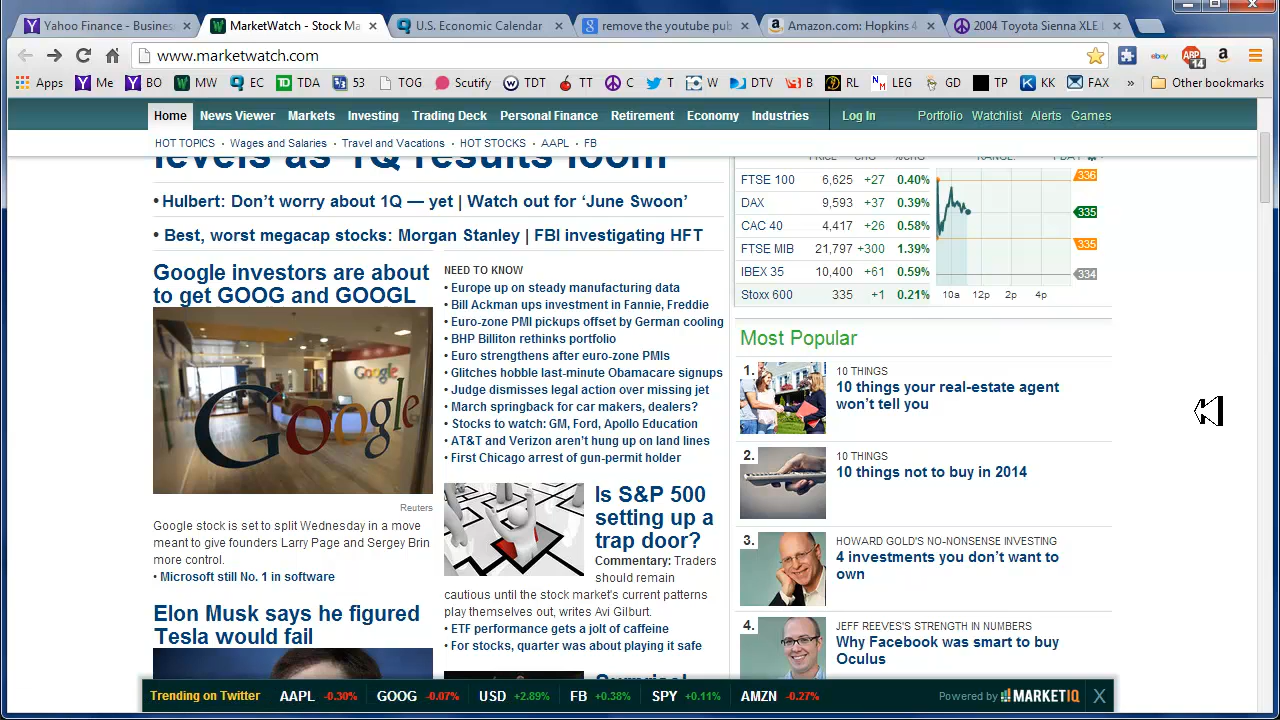 Yahoo Finance - Busines
MarketWatch - Stock Ma
U.S. Economic Calendar
remove the youtube pub
Amazon.com: Hopkins
2004 Toyota Sienna XLE
www.marketwatch.com
ebay
ABP
14
Apps
Me
BO
MW
EC
TDA
53
TOG
Scutify
TDT
TT
C
T
W
DTV
B
RL
LEG
GD
TP
KK
FAX
»
Other bookmarks
Home
News Viewer
Markets
Investing
Trading Deck
Personal Finance
Retirement
Economy
Industries
Log In
Portfolio
Watchlist
Alerts
Games
HOT TOPICS
Wages and Salaries
Travel and Vacations
HOT STOCKS
AAPL
FB
levels as 1Q results loom
• Hulbert: Don't worry about 1Q — yet | Watch out for ‘June Swoon’
• Best, worst megacap stocks: Morgan Stanley | FBI investigating HFT
Google investors are about
to get GOOG and GOOGL
Google
Google
Reuters
Google stock is set to split Wednesday in a move
meant to give founders Larry Page and Sergey Brin
more control.
• Microsoft still No. 1 in software
Elon Musk says he figured
Tesla would fail
NEED TO KNOW
• Europe up on steady manufacturing data
• Bill Ackman ups investment in Fannie, Freddie
• Euro-zone PMI pickups offset by German cooling
• BHP Billiton rethinks portfolio
• Euro strengthens after euro-zone PMIs
• Glitches hobble last-minute Obamacare signups
• Judge dismisses legal action over missing jet
• March springback for car makers, dealers?
• Stocks to watch: GM, Ford, Apollo Education
• AT&T and Verizon aren't hung up on land lines
• First Chicago arrest of gun-permit holder
Is S&P 500
setting up a
trap door?
Commentary: Traders
should remain
cautious until the stock market's current patterns
play themselves out, writes Avi Gilburt.
• ETF performance gets a jolt of caffeine
• For stocks, quarter was about playing it safe
PRICE CHG %CHG RANGE: 1 DAY
FTSE 100 6,625 +27 0.40%
DAX 9,593 +37 0.39%
CAC 40 4,417 +26 0.58%
FTSE MIB 21,797 +300 1.39%
IBEX 35 10,400 +61 0.59%
Stoxx 600 335 +1 0.21%
336
335
335
334
10a 12p 2p 4p
Most Popular
1.
10 THINGS
10 things your real-estate agent
won't tell you
2.
10 THINGS
10 things not to buy in 2014
3.
HOWARD GOLD'S NO-NONSENSE INVESTING
4 investments you don't want to
own
4.
JEFF REEVES'S STRENGTH IN NUMBERS
Why Facebook was smart to buy
Oculus
Trending on Twitter
AAPL -0.30%
GOOG -0.07%
USD +2.89%
FB +0.38%
SPY +0.11%
AMZN -0.27%
Powered by MARKETIQ
X